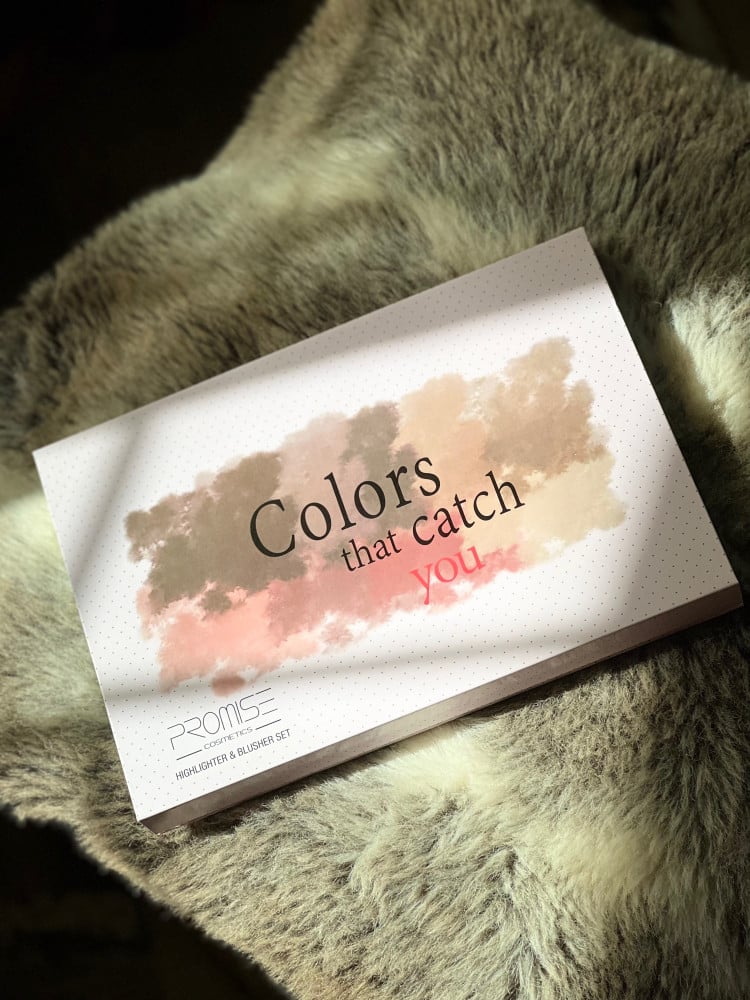 Colors
that catch
you
PROMISE
COSMETICS
HIGHLIGHTER & BLUSHER SET